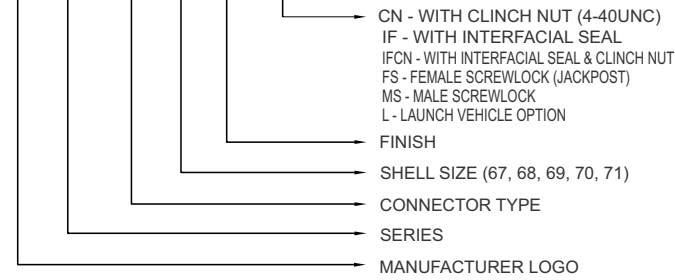 CN - WITH CLINCH NUT (4-40UNC)
IF - WITH INTERFACIAL SEAL
IFCN - WITH INTERFACIAL SEAL & CLINCH NUT
FS - FEMALE SCREWLOCK (JACKPOST)
MS - MALE SCREWLOCK
L - LAUNCH VEHICLE OPTION
FINISH
SHELL SIZE (67, 68, 69, 70, 71)
CONNECTOR TYPE
SERIES
MANUFACTURER LOGO